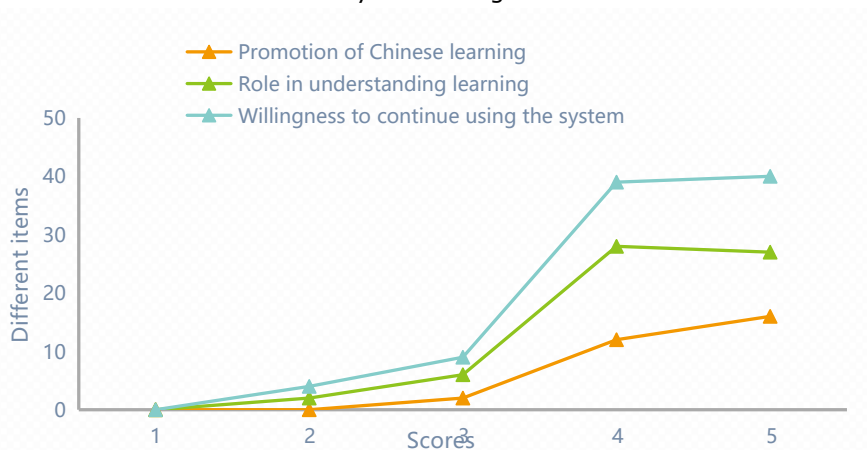 Promotion of Chinese learning
Role in understanding learning
Willingness to continue using the system
50
40
30
20
10
0
Different items
1 2 3 4 5
Scores